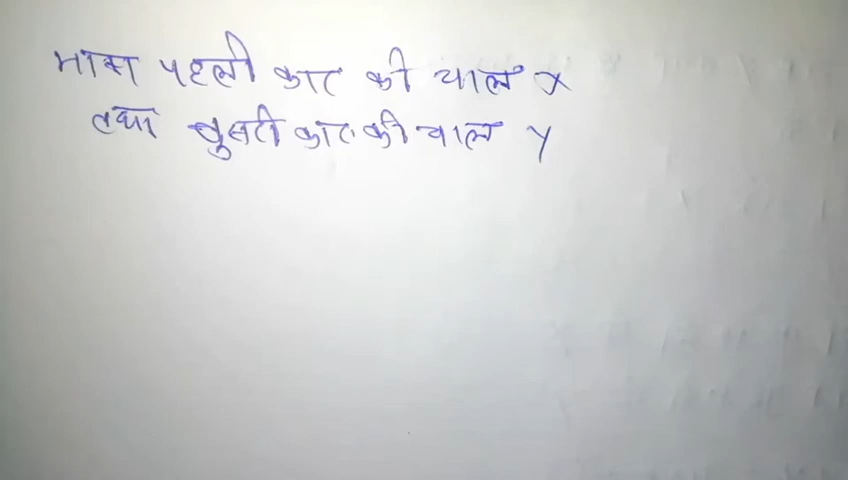 माना पहली कार की चाल x
तथा दुसरी कार की चाल y